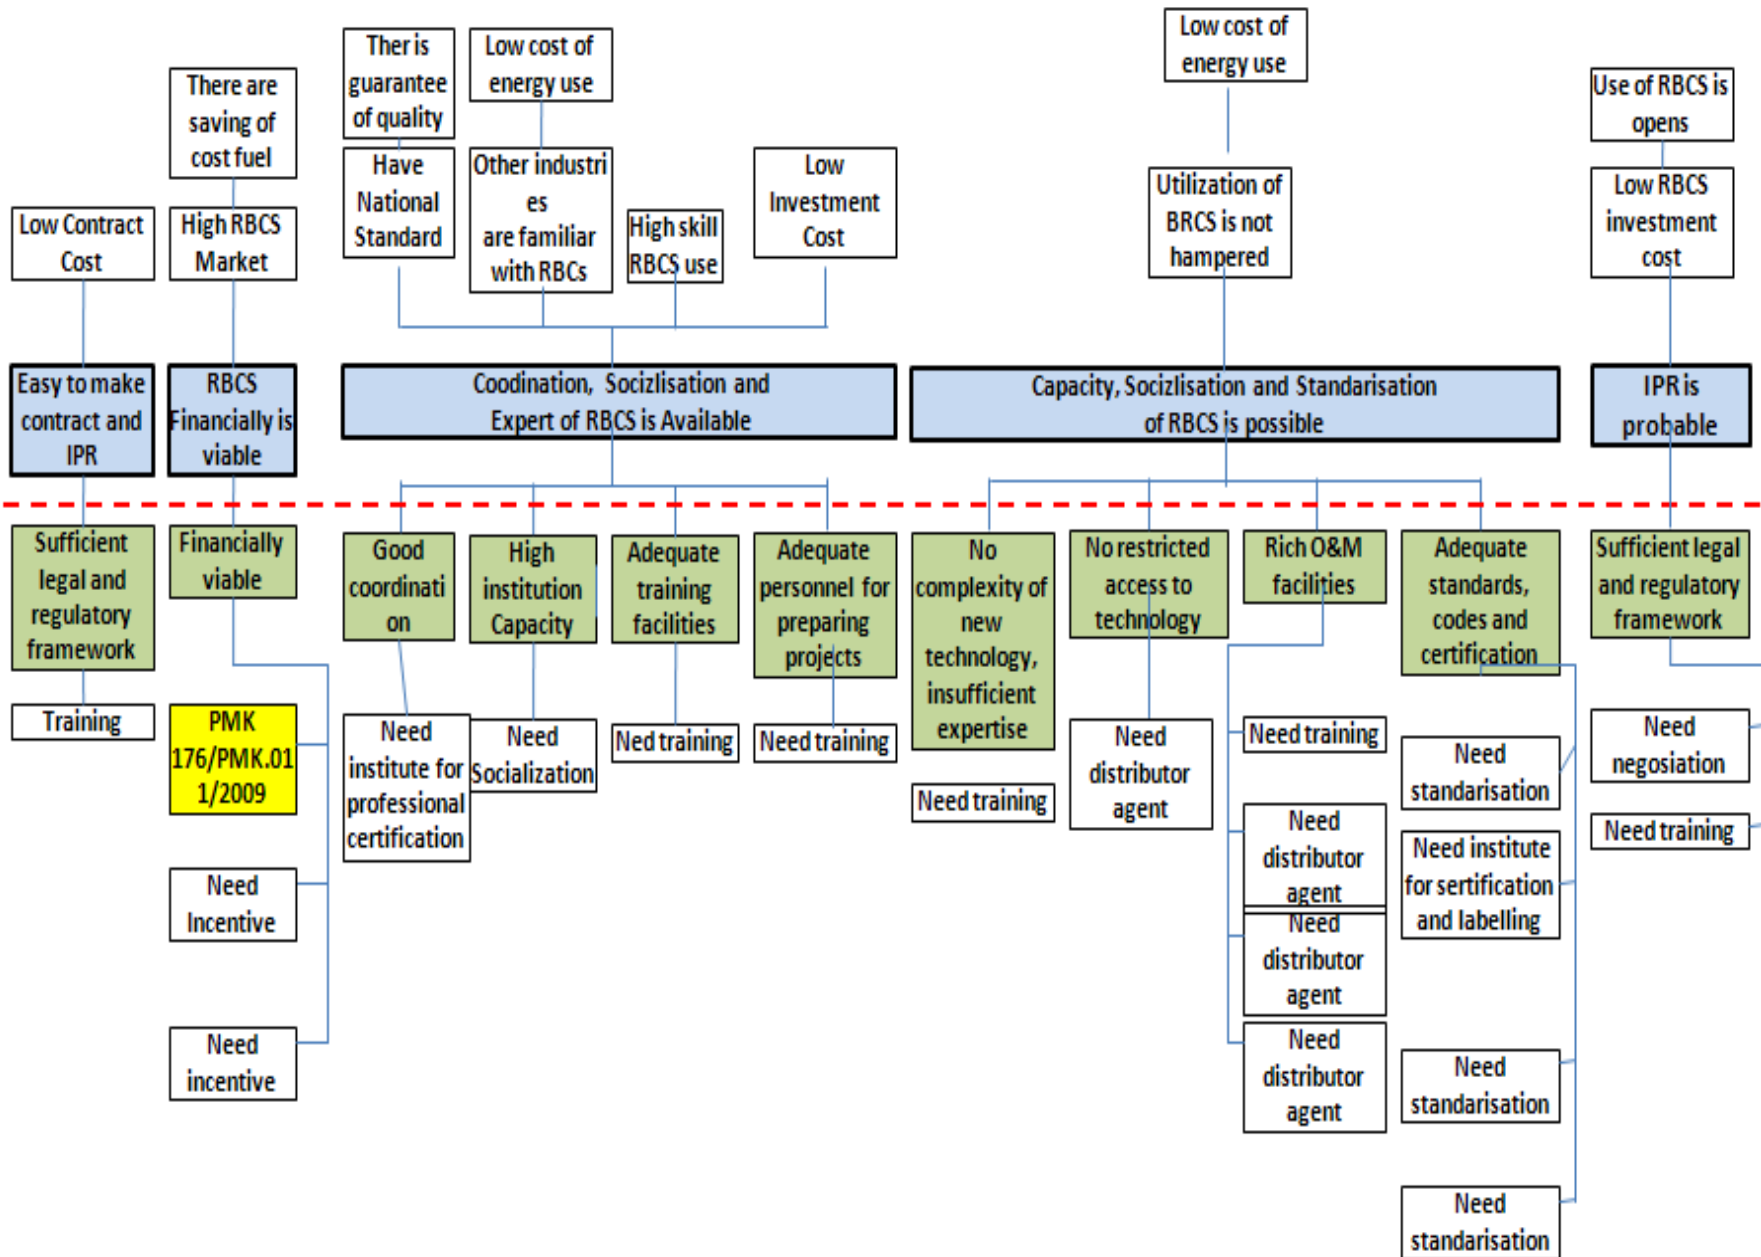 Ther is
guarantee
of quality
Low cost of
energy use
Low cost of
energy use
There are
saving of
cost fuel
Use of RBCS is
opens
Have
National
Standard
Other industri
es
are familiar
with RBCs
Low
Investment
Cost
Utilization of
BRCS is not
hampered
Low RBCS
investment
cost
Low Contract
Cost
High RBCS
Market
High skill
RBCS use
Easy to make
contract and
IPR
RBCS
Financially is
viable
Coodination, Socizlisation and
Expert of RBCS is Available
Capacity, Socizlisation and Standarisation
of RBCS is possible
IPR is
probable
Sufficient
legal and
regulatory
framework
Financially
viable
Good
coordinati
on
High
institution
Capacity
Adequate
training
facilities
Adequate
personnel for
preparing
projects
No
complexity of
new
technology,
insufficient
expertise
No restricted
access to
technology
Rich O&M
facilities
Adequate
standards,
codes and
certification
Sufficient legal
and regulatory
framework
Training
PMK
176/PMK.01
1/2009
Need
Incentive
Need
incentive
Need
institute for
professional
certification
Need
Socialization
Ned training
Need training
Need training
Need
distributor
agent
Need training
Need
distributor
agent
Need
distributor
agent
Need
distributor
agent
Need
standarisation
Need institute
for sertification
and labelling
Need
standarisation
Need
standarisation
Need
negosiation
Need training